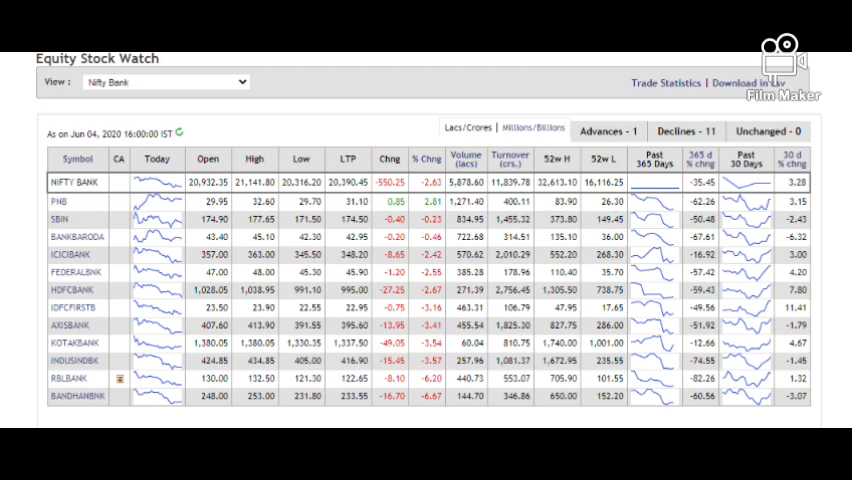 Equity Stock Watch
View : Nifty Bank
Trade Statistics | Download in csv
Film Maker
As on Jun 04, 2020 16:00:00 IST
Lacs/Crores | Millions/Billions
Advances - 1 Declines - 11 Unchanged - 0
Symbol CA Today Open High Low LTP Chng % Chng Volume (lacs) Turnover (crs.) 52w H 52w L Past 365 Days 365 d % chng Past 30 Days 30 d % chng
NIFTY BANK 20,932.35 21,141.80 20,316.20 20,390.45 -550.25 -2.63 5,878.60 11,839.78 32,613.10 16,116.25 -35.45 3.28
PNB 29.95 32.60 29.70 31.10 0.85 2.81 1,271.40 400.11 83.90 26.30 -62.26 3.15
SBIN 174.90 177.65 171.50 174.50 -0.40 -0.23 834.95 1,455.32 373.80 149.45 -50.48 -2.43
BANKBARODA 43.40 45.10 42.30 42.95 -0.20 -0.46 722.68 314.51 135.10 36.00 -67.61 -6.32
ICICIBANK 357.00 363.00 345.50 348.20 -8.65 -2.42 570.62 2,010.29 552.20 268.30 -16.92 3.00
FEDERALBNK 47.00 48.00 45.30 45.90 -1.20 -2.55 385.28 178.96 110.40 35.70 -57.42 4.20
HDFCBANK 1,028.05 1,038.95 991.10 995.00 -27.25 -2.67 271.39 2,756.45 1,305.50 738.75 -59.43 7.80
IDFCFIRSTB 23.50 23.90 22.55 22.95 -0.75 -3.16 463.31 106.79 47.95 17.65 -49.56 11.41
AXISBANK 407.60 413.90 391.55 395.60 -13.95 -3.41 455.54 1,825.30 827.75 286.00 -51.92 -1.79
KOTAKBANK 1,380.05 1,380.05 1,330.35 1,337.50 -49.05 -3.54 60.04 810.75 1,740.00 1,001.00 -12.66 4.67
INDUSINDBK 424.85 434.85 405.00 416.90 -15.45 -3.57 257.96 1,081.37 1,672.95 235.55 -74.55 -1.45
RBLBANK 130.00 132.50 121.30 122.65 -8.10 -6.20 440.73 553.07 705.90 101.55 -82.26 1.32
BANDHANBNK 248.00 253.00 231.80 233.55 -16.70 -6.67 144.70 346.86 650.00 152.20 -60.56 -3.07